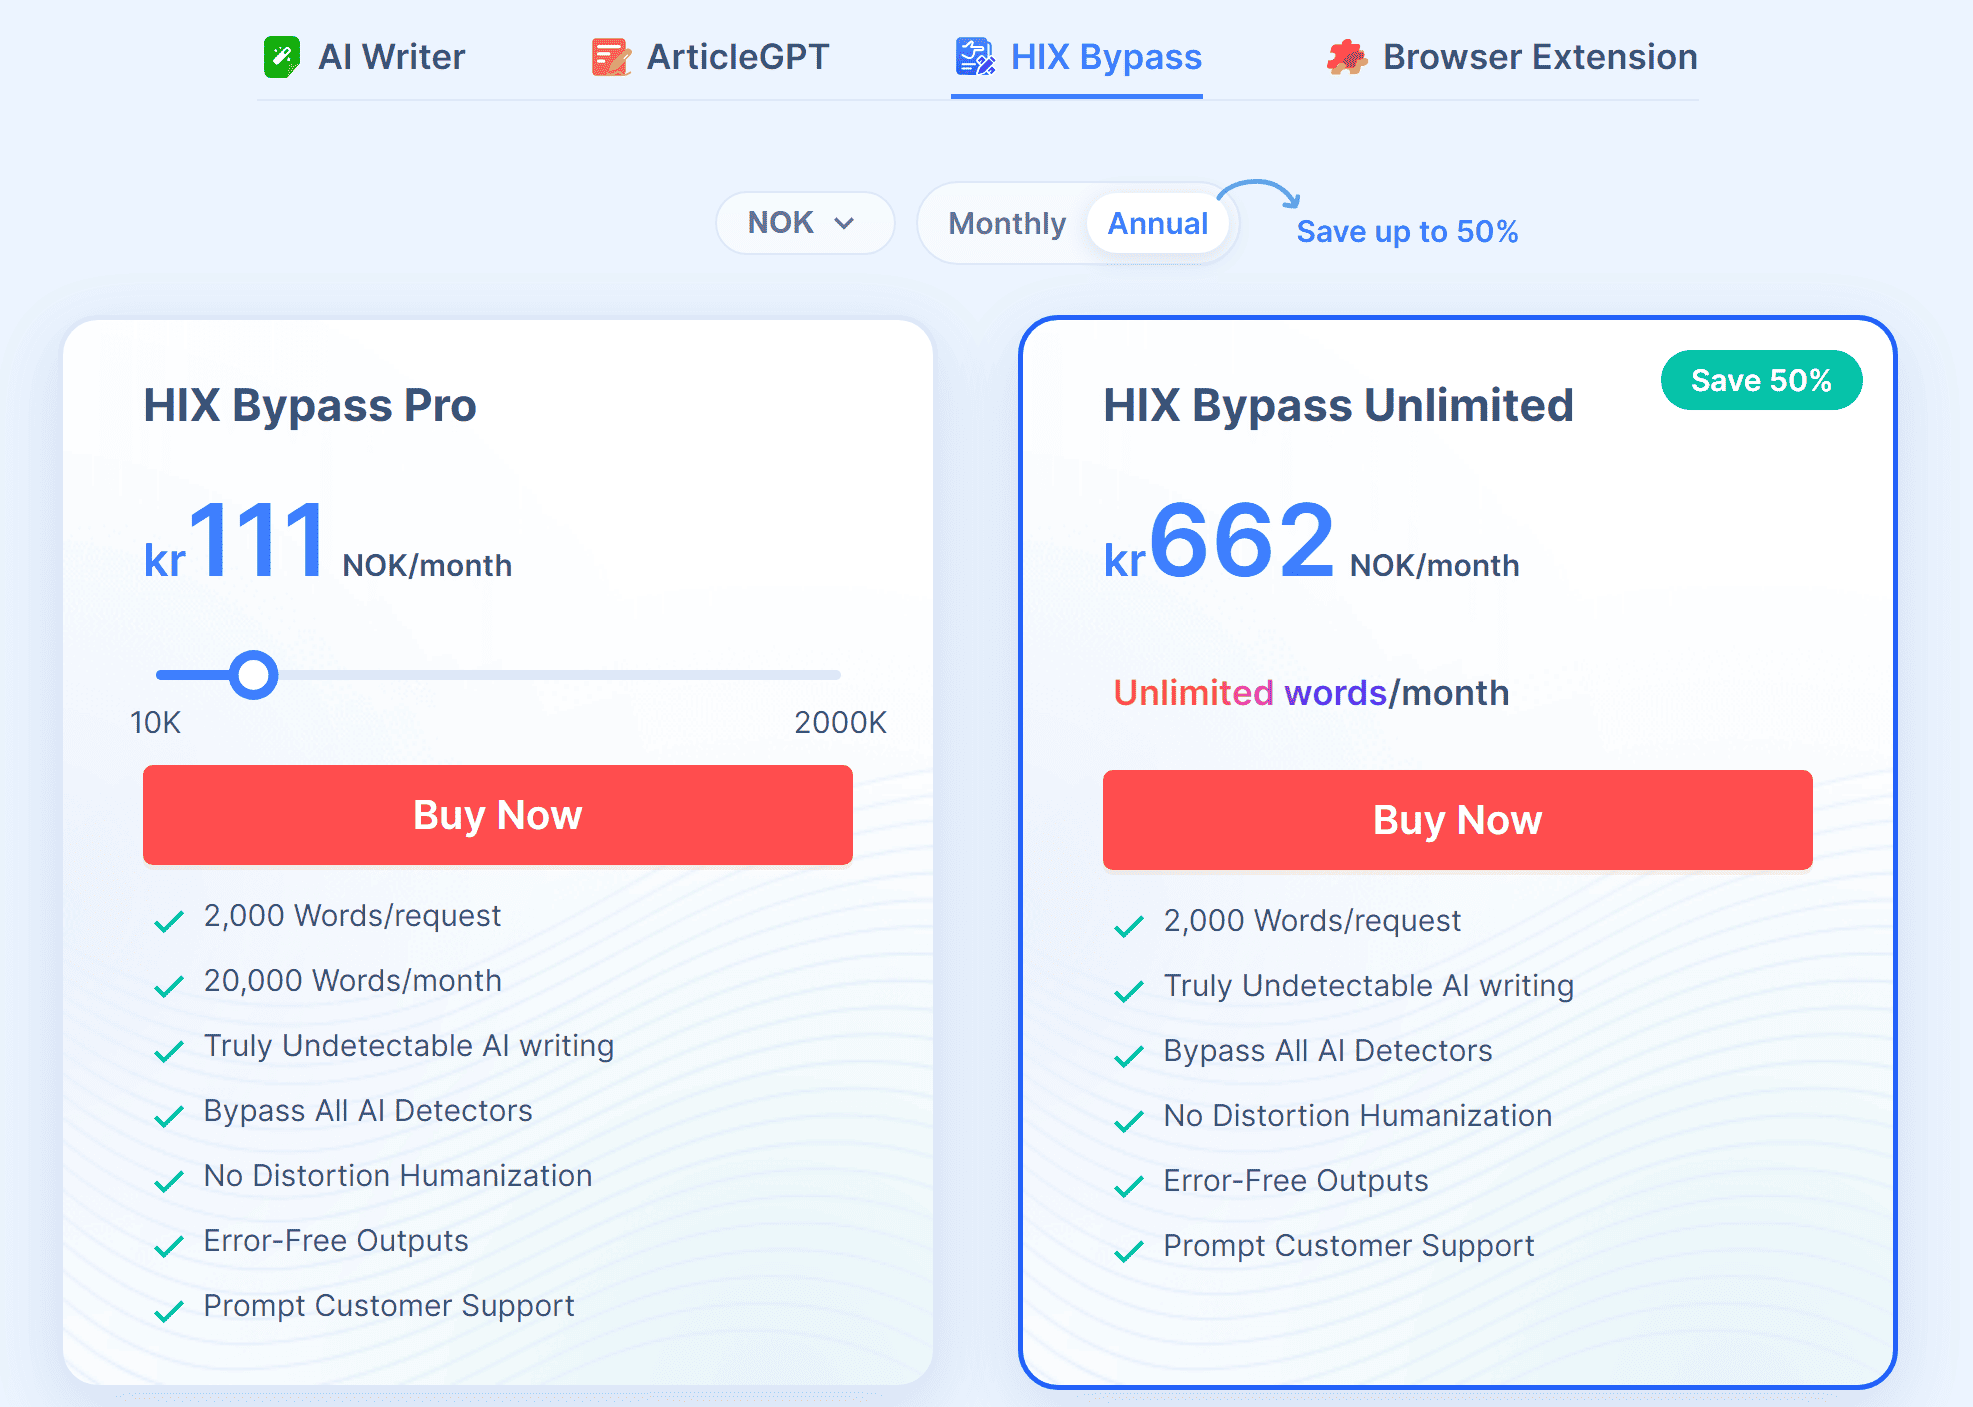 AI Writer
ArticleGPT
HIX Bypass
Browser Extension
NOK
Monthly
Annual
Save up to 50%
HIX Bypass Pro
kr111 NOK/month
10K
2000K
Buy Now
2,000 Words/request
20,000 Words/month
Truly Undetectable AI writing
Bypass All AI Detectors
No Distortion Humanization
Error-Free Outputs
Prompt Customer Support
Save 50%
HIX Bypass Unlimited
kr662 NOK/month
Unlimited words/month
Buy Now
2,000 Words/request
Truly Undetectable AI writing
Bypass All AI Detectors
No Distortion Humanization
Error-Free Outputs
Prompt Customer Support